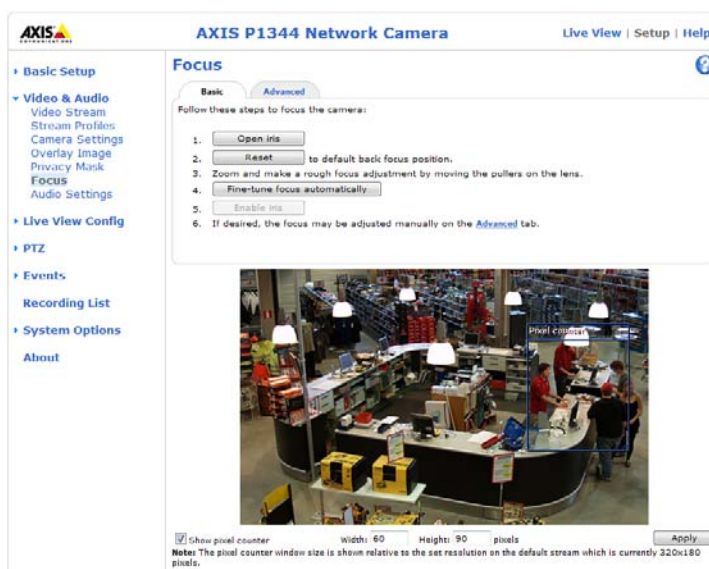 AXIS
COMMUNICATIONS
AXIS P1344 Network Camera
Live View | Setup | Help
Basic Setup
Video & Audio
Video Stream
Stream Profiles
Camera Settings
Overlay Image
Privacy Mask
Focus
Audio Settings
Live View Config
PTZ
Events
Recording List
System Options
About
Focus
?
Basic
Advanced
Follow these steps to focus the camera:
1. Open iris
2. Reset to default back focus position.
3. Zoom and make a rough focus adjustment by moving the pullers on the lens.
4. Fine-tune focus automatically
5. Enable iris
6. If desired, the focus may be adjusted manually on the Advanced tab.
Pixel counter
Show pixel counter Width: 60 Height: 90 pixels Apply
Note: The pixel counter window size is shown relative to the set resolution on the default stream which is currently 320x180
pixels.